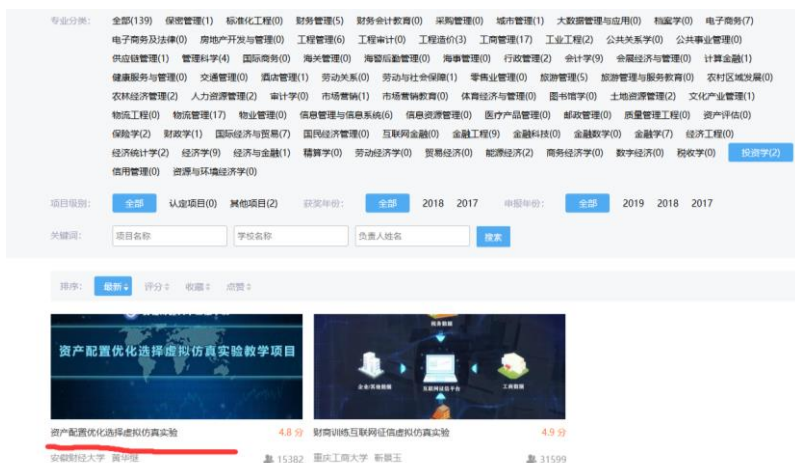 专业分类: 全部(139) 保密管理(1) 标准化工程(0) 财务管理(5) 财务会计教育(0) 采购管理(0) 城市管理(1) 大数据管理与应用(0) 档案学(0) 电子商务(7)
电子商务及法律(0) 房地产开发与管理(0) 工程管理(6) 工程审计(0) 工程造价(3) 工商管理(17) 工业工程(2) 公共关系学(0) 公共事业管理(0)
供应链管理(1) 管理科学(4) 国际商务(0) 海关管理(0) 海警后勤管理(0) 海事管理(0) 行政管理(2) 会计学(9) 会展经济与管理(0) 计算金融(1)
健康服务与管理(0) 交通管理(0) 酒店管理(1) 劳动关系(0) 劳动与社会保障(1) 零售业管理(0) 旅游管理(5) 旅游管理与服务教育(0) 农村区域发展(0)
农林经济管理(2) 人力资源管理(2) 审计学(0) 市场营销(1) 市场营销教育(0) 体育经济与管理(0) 图书馆学(0) 土地资源管理(2) 文化产业管理(1)
物流工程(0) 物流管理(17) 物业管理(0) 信息管理与信息系统(6) 信息资源管理(0) 医疗产品管理(0) 邮政管理(0) 质量管理工程(0) 资产评估(0)
保险学(2) 财政学(1) 国际经济与贸易(7) 国民经济管理(0) 互联网金融(0) 金融工程(9) 金融科技(0) 金融数学(0) 金融学(7) 经济工程(0)
经济统计学(2) 经济学(9) 经济与金融(1) 精算学(0) 劳动经济学(0) 贸易经济(0) 能源经济(2) 商务经济学(0) 数字经济(0) 税收学(0) 投资学(2)
信用管理(0) 资源与环境经济学(0)
项目级别: 全部 认定项目(0) 其他项目(2) 获奖年份: 全部 2018 2017 申报年份: 全部 2019 2018 2017
关键词: 项目名称 学校名称 负责人姓名 搜索
排序: 最新 评分 收藏 点赞
资产配置优化选择虚拟仿真实验教学项目
税务数据
企业/其他数据 互联网征信平台 工商数据
资产配置优化选择虚拟仿真实验 4.8 分 财商训练互联网征信虚拟仿真实验 4.9 分
安徽财经大学 黄华继 15382 重庆工商大学 靳景玉 31599